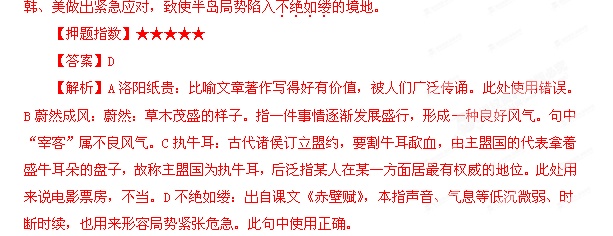 韩、美做出紧急应对，致使半岛局势陷入不绝如缕的境地。
【押题指数】★★★★★
【答案】D
【解析】A洛阳纸贵：比喻文章著作写得好有价值，被人们广泛传诵。此处使用错误。
B蔚然成风：蔚然：草木茂盛的样子。指一件事情逐渐发展盛行，形成一种良好风气。句中
“宰客”属不良风气。C执牛耳：古代诸侯订立盟约，要割牛耳歃血，由主盟国的代表拿着
盛牛耳朵的盘子，故称主盟国为执牛耳，后泛指某人在某一方面居最有权威的地位。此处用
来说电影票房，不当。D不绝如缕：出自课文《赤壁赋》，本指声音、气息等低沉微弱、时
断时续，也用来形容局势紧张危急。此句中使用正确。